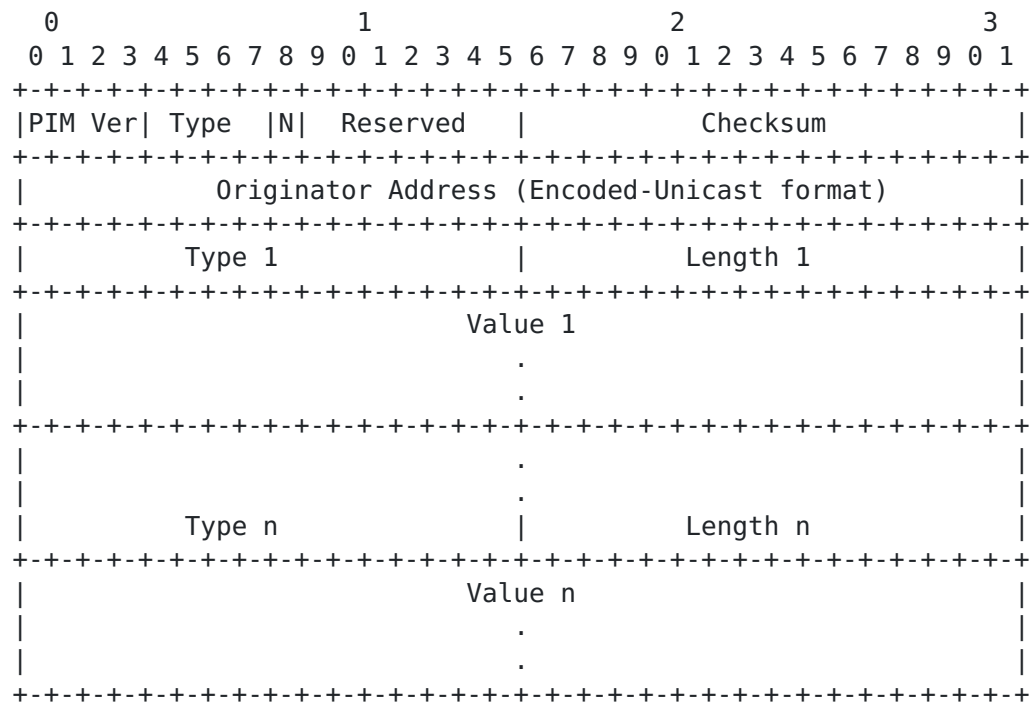 0                   1                   2                   3
 0 1 2 3 4 5 6 7 8 9 0 1 2 3 4 5 6 7 8 9 0 1 2 3 4 5 6 7 8 9 0 1
+-+-+-+-+-+-+-+-+-+-+-+-+-+-+-+-+-+-+-+-+-+-+-+-+-+-+-+-+-+-+-+-+
|PIM Ver| Type  |N|  Reserved   |           Checksum            |
+-+-+-+-+-+-+-+-+-+-+-+-+-+-+-+-+-+-+-+-+-+-+-+-+-+-+-+-+-+-+-+-+
|            Originator Address (Encoded-Unicast format)        |
+-+-+-+-+-+-+-+-+-+-+-+-+-+-+-+-+-+-+-+-+-+-+-+-+-+-+-+-+-+-+-+-+
|          Type 1               |          Length 1             |
+-+-+-+-+-+-+-+-+-+-+-+-+-+-+-+-+-+-+-+-+-+-+-+-+-+-+-+-+-+-+-+-+
|                            Value 1                            |
|                               .                               |
|                               .                               |
+-+-+-+-+-+-+-+-+-+-+-+-+-+-+-+-+-+-+-+-+-+-+-+-+-+-+-+-+-+-+-+-+
|                               .                               |
|                               .                               |
|          Type n               |          Length n             |
+-+-+-+-+-+-+-+-+-+-+-+-+-+-+-+-+-+-+-+-+-+-+-+-+-+-+-+-+-+-+-+-+
|                            Value n                            |
|                               .                               |
|                               .                               |
+-+-+-+-+-+-+-+-+-+-+-+-+-+-+-+-+-+-+-+-+-+-+-+-+-+-+-+-+-+-+-+-+